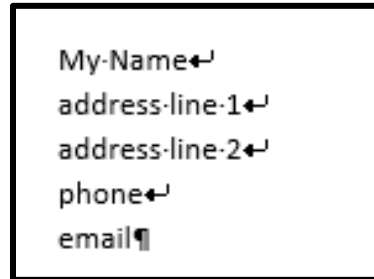 My·Name↵
address·line·1↵
address·line·2↵
phone↵
email¶